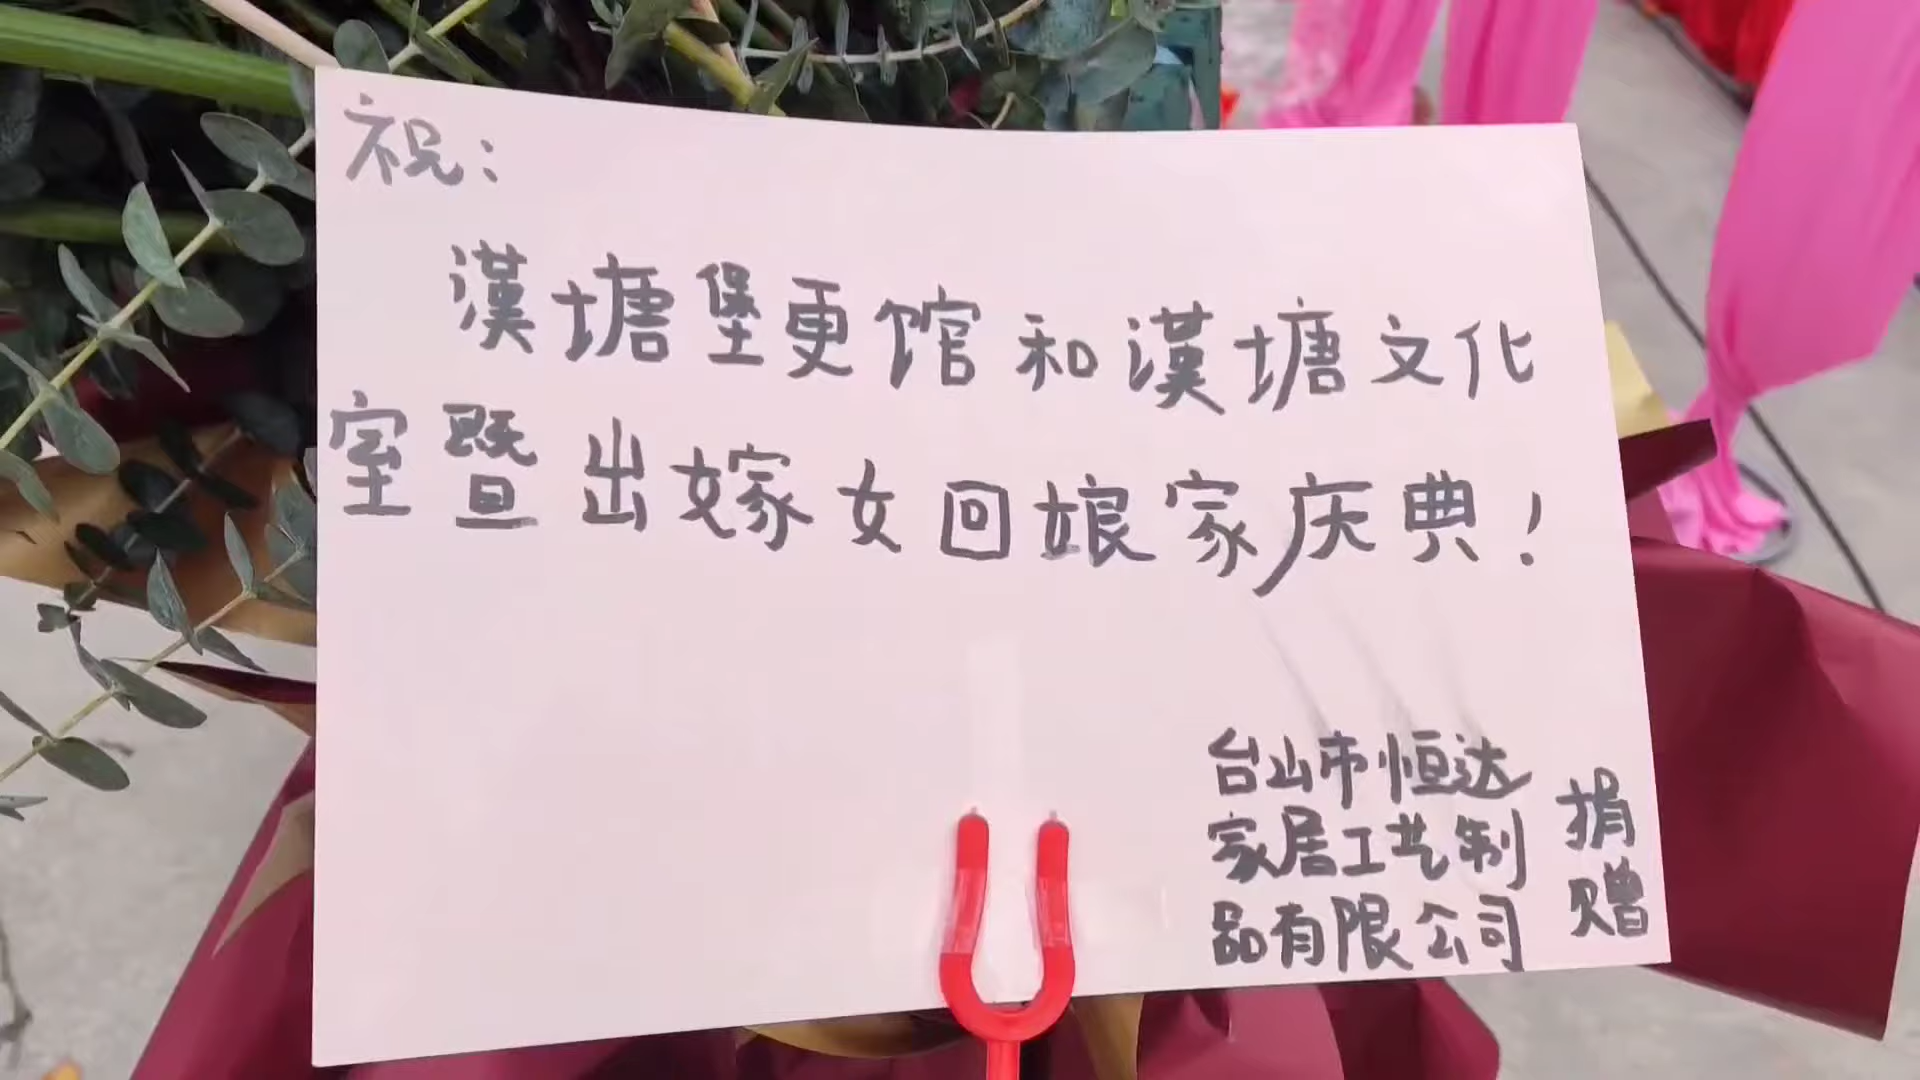 祝：
漢塘堡更馆和漢塘文化
室暨出嫁女回娘家庆典！
台山市恒达
家居工艺制
品有限公司
捐赠